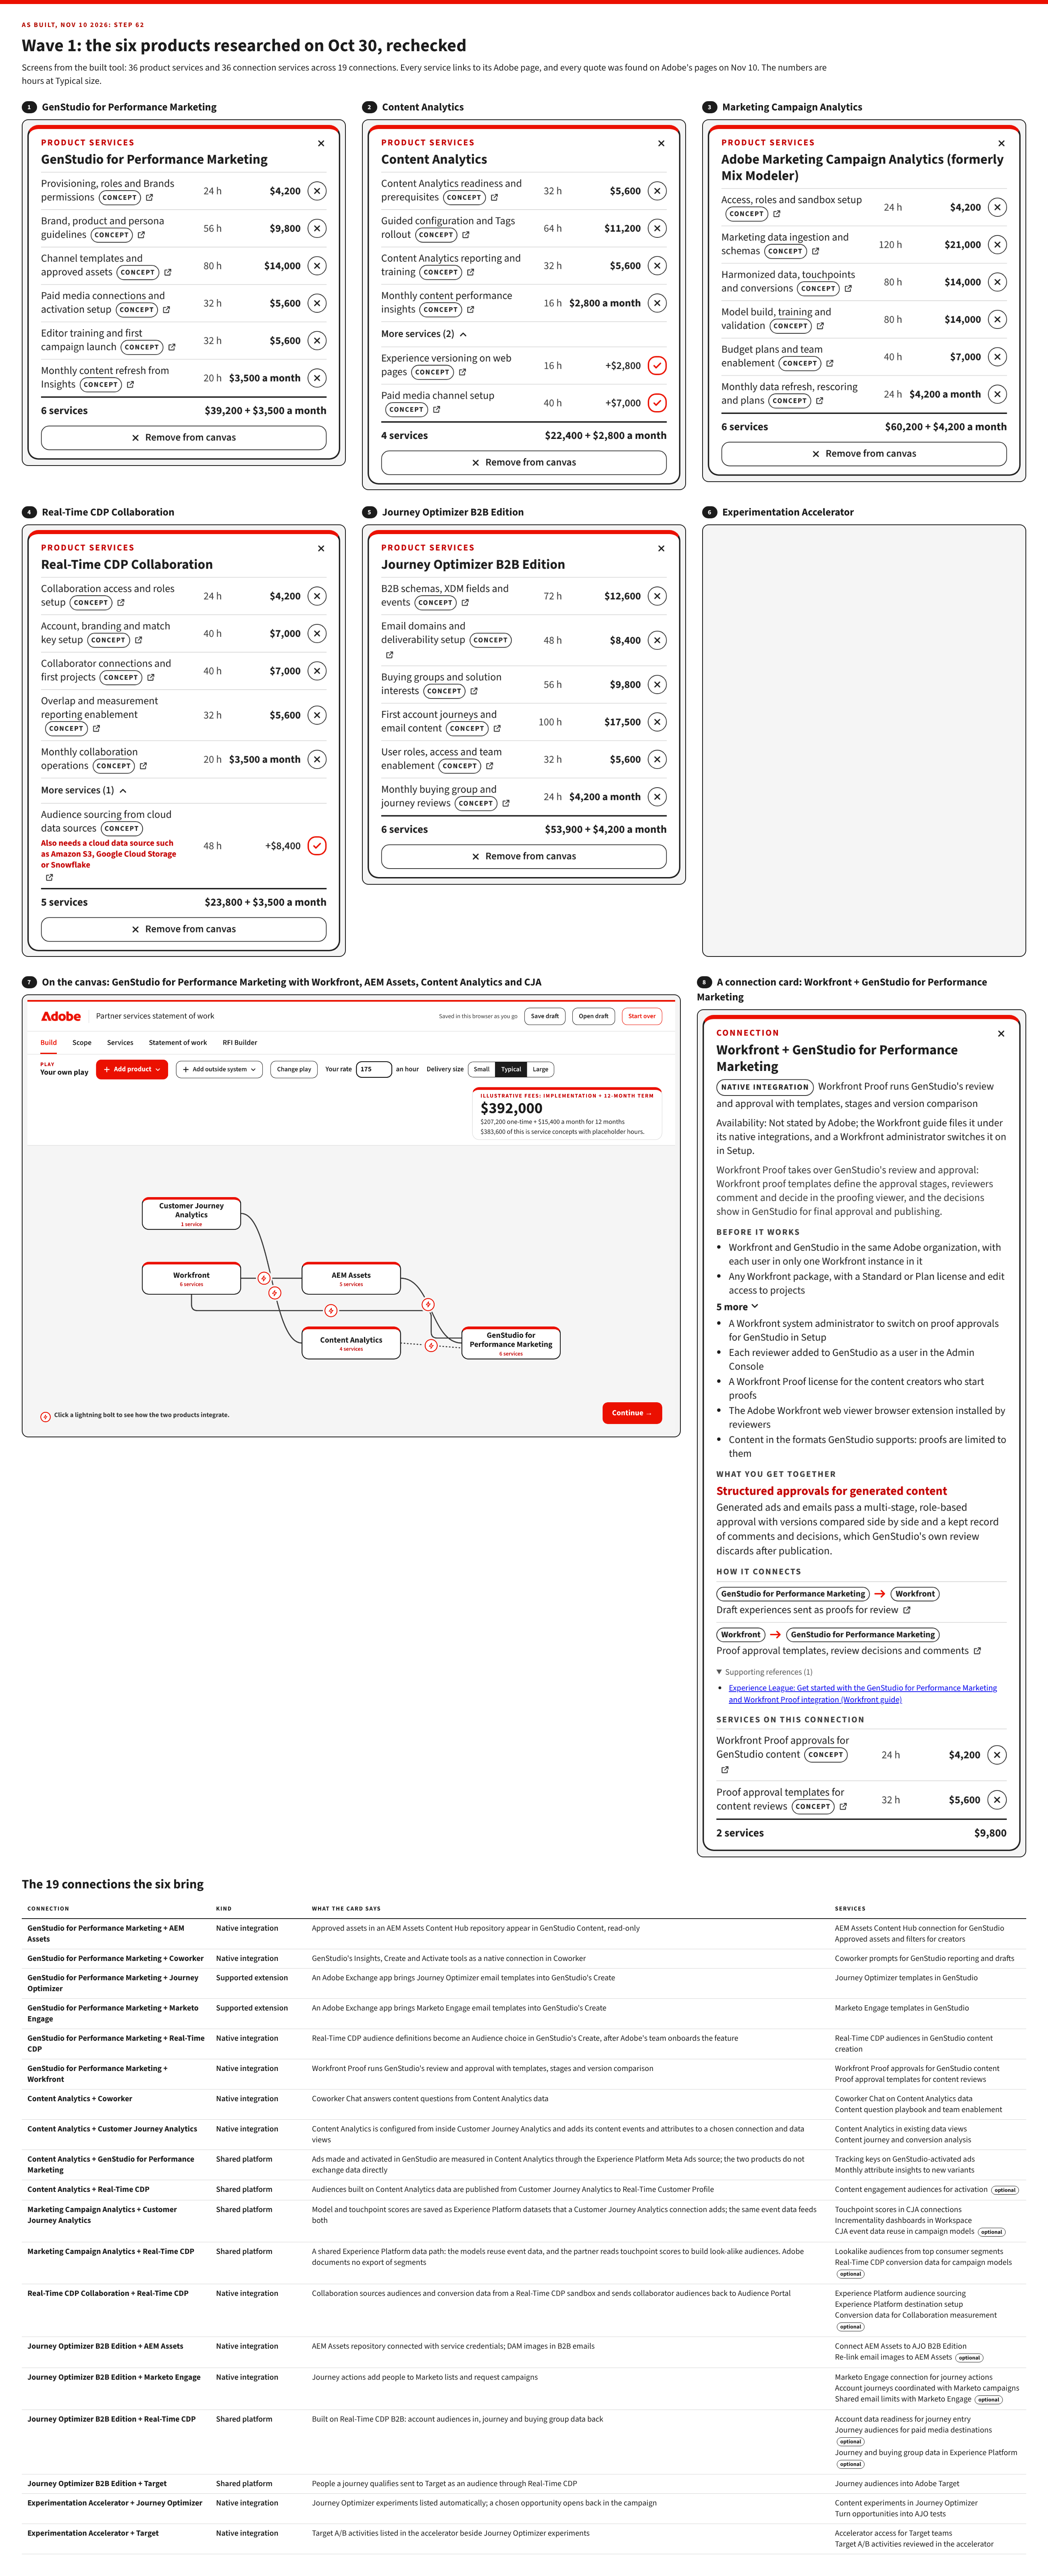 AS BUILT, NOV 10 2026: STEP 62
Wave 1: the six products researched on Oct 30, rechecked
Screens from the built tool: 36 product services and 36 connection services across 19 connections. Every service links to its Adobe page, and every quote was found on Adobe's pages on Nov 10. The numbers are
hours at Typical size.
1 GenStudio for Performance Marketing
PRODUCT SERVICES
GenStudio for Performance Marketing
Provisioning, roles and Brands
permissions CONCEPT 24 h $4,200
Brand, product and persona
guidelines CONCEPT 56 h $9,800
Channel templates and
approved assets CONCEPT 80 h $14,000
Paid media connections and
activation setup CONCEPT 32 h $5,600
Editor training and first
campaign launch CONCEPT 32 h $5,600
Monthly content refresh from
Insights CONCEPT 20 h $3,500 a month
6 services $39,200 + $3,500 a month
Remove from canvas
2 Content Analytics
PRODUCT SERVICES
Content Analytics
Content Analytics readiness and
prerequisites CONCEPT 32 h $5,600
Guided configuration and Tags
rollout CONCEPT 64 h $11,200
Content Analytics reporting and
training CONCEPT 32 h $5,600
Monthly content performance
insights CONCEPT 16 h $2,800 a month
More services (2)
Experience versioning on web
pages CONCEPT 16 h +$2,800
Paid media channel setup
CONCEPT 40 h +$7,000
4 services $22,400 + $2,800 a month
Remove from canvas
3 Marketing Campaign Analytics
PRODUCT SERVICES
Adobe Marketing Campaign Analytics (formerly
Mix Modeler)
Access, roles and sandbox setup
CONCEPT 24 h $4,200
Marketing data ingestion and
schemas CONCEPT 120 h $21,000
Harmonized data, touchpoints
and conversions CONCEPT 80 h $14,000
Model build, training and
validation CONCEPT 80 h $14,000
Budget plans and team
enablement CONCEPT 40 h $7,000
Monthly data refresh, rescoring
and plans CONCEPT 24 h $4,200 a month
6 services $60,200 + $4,200 a month
Remove from canvas
4 Real-Time CDP Collaboration
PRODUCT SERVICES
Real-Time CDP Collaboration
Collaboration access and roles
setup CONCEPT 24 h $4,200
Account, branding and match
key setup CONCEPT 40 h $7,000
Collaborator connections and
first projects CONCEPT 40 h $7,000
Overlap and measurement
reporting enablement
CONCEPT 32 h $5,600
Monthly collaboration
operations CONCEPT 20 h $3,500 a month
More services (1)
Audience sourcing from cloud
data sources CONCEPT
Also needs a cloud data source such
as Amazon S3, Google Cloud Storage
or Snowflake
48 h +$8,400
5 services $23,800 + $3,500 a month
Remove from canvas
5 Journey Optimizer B2B Edition
PRODUCT SERVICES
Journey Optimizer B2B Edition
B2B schemas, XDM fields and
events CONCEPT 72 h $12,600
Email domains and
deliverability setup CONCEPT 48 h $8,400
Buying groups and solution
interests CONCEPT 56 h $9,800
First account journeys and
email content CONCEPT 100 h $17,500
User roles, access and team
enablement CONCEPT 32 h $5,600
Monthly buying group and
journey reviews CONCEPT 24 h $4,200 a month
6 services $53,900 + $4,200 a month
Remove from canvas
6 Experimentation Accelerator
7 On the canvas: GenStudio for Performance Marketing with Workfront, AEM Assets, Content Analytics and CJA
Adobe Partner services statement of work Saved in this browser as you go Save draft Open draft Start over
Build Scope Services Statement of work RFI Builder
PLAY
Your own play + Add product + Add outside system Change play Your rate 175 an hour Delivery size Small Typical Large
ILLUSTRATIVE FEES: IMPLEMENTATION + 12-MONTH TERM
$392,000
$207,200 one-time + $15,400 a month for 12 months
$383,600 of this is service concepts with placeholder hours.
Customer Journey
Analytics
1 service
Workfront
6 services
AEM Assets
5 services
Content Analytics
4 services
GenStudio for
Performance Marketing
6 services
Click a lightning bolt to see how the two products integrate.
Continue →
8 A connection card: Workfront + GenStudio for Performance
Marketing
CONNECTION
Workfront + GenStudio for Performance
Marketing
NATIVE INTEGRATION Workfront Proof runs GenStudio's review
and approval with templates, stages and version comparison
Availability: Not stated by Adobe; the Workfront guide files it under
its native integrations, and a Workfront administrator switches it on
in Setup.
Workfront Proof takes over GenStudio's review and approval:
Workfront proof templates define the approval stages, reviewers
comment and decide in the proofing viewer, and the decisions
show in GenStudio for final approval and publishing.
BEFORE IT WORKS
• Workfront and GenStudio in the same Adobe organization, with
each user in only one Workfront instance in it
• Any Workfront package, with a Standard or Plan license and edit
access to projects
5 more
• A Workfront system administrator to switch on proof approvals
for GenStudio in Setup
• Each reviewer added to GenStudio as a user in the Admin
Console
• A Workfront Proof license for the content creators who start
proofs
• The Adobe Workfront web viewer browser extension installed by
reviewers
• Content in the formats GenStudio supports: proofs are limited to
them
WHAT YOU GET TOGETHER
Structured approvals for generated content
Generated ads and emails pass a multi-stage, role-based
approval with versions compared side by side and a kept record
of comments and decisions, which GenStudio's own review
discards after publication.
HOW IT CONNECTS
GenStudio for Performance Marketing → Workfront
Draft experiences sent as proofs for review
Workfront → GenStudio for Performance Marketing
Proof approval templates, review decisions and comments
▼ Supporting references (1)
• Experience League: Get started with the GenStudio for Performance Marketing
and Workfront Proof integration (Workfront guide)
SERVICES ON THIS CONNECTION
Workfront Proof approvals for
GenStudio content CONCEPT 24 h $4,200
Proof approval templates for
content reviews CONCEPT 32 h $5,600
2 services $9,800
The 19 connections the six bring
CONNECTION KIND WHAT THE CARD SAYS SERVICES
GenStudio for Performance Marketing + AEM
Assets
Native integration
Approved assets in an AEM Assets Content Hub repository appear in GenStudio Content, read-only
AEM Assets Content Hub connection for GenStudio
Approved assets and filters for creators
GenStudio for Performance Marketing + Coworker
Native integration
GenStudio's Insights, Create and Activate tools as a native connection in Coworker
Coworker prompts for GenStudio reporting and drafts
GenStudio for Performance Marketing + Journey
Optimizer
Supported extension
An Adobe Exchange app brings Journey Optimizer email templates into GenStudio's Create
Journey Optimizer templates in GenStudio
GenStudio for Performance Marketing + Marketo
Engage
Supported extension
An Adobe Exchange app brings Marketo Engage email templates into GenStudio's Create
Marketo Engage templates in GenStudio
GenStudio for Performance Marketing + Real-Time
CDP
Native integration
Real-Time CDP audience definitions become an Audience choice in GenStudio's Create, after Adobe's team onboards the feature
Real-Time CDP audiences in GenStudio content
creation
GenStudio for Performance Marketing +
Workfront
Native integration
Workfront Proof runs GenStudio's review and approval with templates, stages and version comparison
Workfront Proof approvals for GenStudio content
Proof approval templates for content reviews
Content Analytics + Coworker
Native integration
Coworker Chat answers content questions from Content Analytics data
Coworker Chat on Content Analytics data
Content question playbook and team enablement
Content Analytics + Customer Journey Analytics
Native integration
Content Analytics is configured from inside Customer Journey Analytics and adds its content events and attributes to a chosen connection and data
views
Content Analytics in existing data views
Content journey and conversion analysis
Content Analytics + GenStudio for Performance
Marketing
Shared platform
Ads made and activated in GenStudio are measured in Content Analytics through the Experience Platform Meta Ads source; the two products do not
exchange data directly
Tracking keys on GenStudio-activated ads
Monthly attribute insights to new variants
Content Analytics + Real-Time CDP
Shared platform
Audiences built on Content Analytics data are published from Customer Journey Analytics to Real-Time Customer Profile
Content engagement audiences for activation optional
Marketing Campaign Analytics + Customer
Journey Analytics
Shared platform
Model and touchpoint scores are saved as Experience Platform datasets that a Customer Journey Analytics connection adds; the same event data feeds
both
Touchpoint scores in CJA connections
Incrementality dashboards in Workspace
CJA event data reuse in campaign models optional
Marketing Campaign Analytics + Real-Time CDP
Shared platform
A shared Experience Platform data path: the models reuse event data, and the partner reads touchpoint scores to build look-alike audiences. Adobe
documents no export of segments
Lookalike audiences from top consumer segments
Real-Time CDP conversion data for campaign models
optional
Real-Time CDP Collaboration + Real-Time CDP
Native integration
Collaboration sources audiences and conversion data from a Real-Time CDP sandbox and sends collaborator audiences back to Audience Portal
Experience Platform audience sourcing
Experience Platform destination setup
Conversion data for Collaboration measurement
optional
Journey Optimizer B2B Edition + AEM Assets
Native integration
AEM Assets repository connected with service credentials; DAM images in B2B emails
Connect AEM Assets to AJO B2B Edition
Re-link email images to AEM Assets optional
Journey Optimizer B2B Edition + Marketo Engage
Native integration
Journey actions add people to Marketo lists and request campaigns
Marketo Engage connection for journey actions
Account journeys coordinated with Marketo campaigns
Shared email limits with Marketo Engage optional
Journey Optimizer B2B Edition + Real-Time CDP
Shared platform
Built on Real-Time CDP B2B: account audiences in, journey and buying group data back
Account data readiness for journey entry
Journey audiences for paid media destinations
optional
Journey and buying group data in Experience Platform
optional
Journey Optimizer B2B Edition + Target
Shared platform
People a journey qualifies sent to Target as an audience through Real-Time CDP
Journey audiences into Adobe Target
Experimentation Accelerator + Journey Optimizer
Native integration
Journey Optimizer experiments listed automatically; a chosen opportunity opens back in the campaign
Content experiments in Journey Optimizer
Turn opportunities into AJO tests
Experimentation Accelerator + Target
Native integration
Target A/B activities listed in the accelerator beside Journey Optimizer experiments
Accelerator access for Target teams
Target A/B activities reviewed in the accelerator